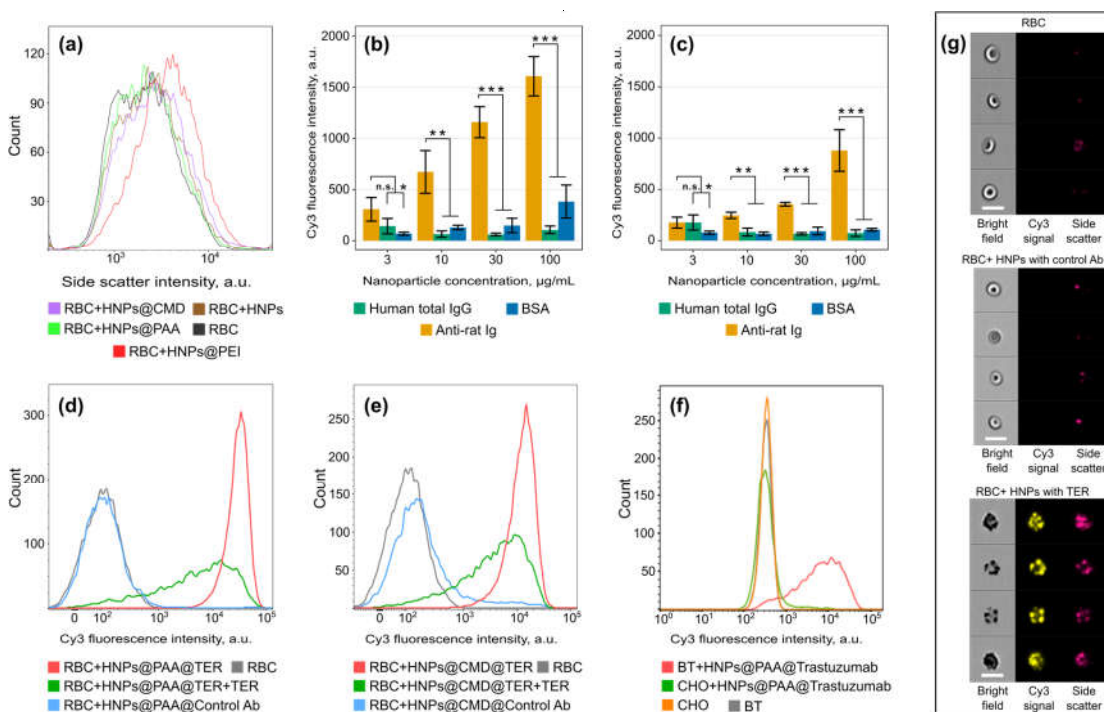 (a)
120
90
60
30
10³
10⁴
Count
Side scatter intensity, a.u.
RBC+HNPs@CMD
RBC+HNPs
RBC+HNPs@PAA
RBC
RBC+HNPs@PEI
(b)
2000
1500
1000
500
0
Cy3 fluorescence intensity, a.u.
n.s.
*
**
***
***
3
10
30
100
Nanoparticle concentration, µg/mL
Human total IgG
BSA
Anti-rat Ig
(c)
2000
1500
1000
500
0
Cy3 fluorescence intensity, a.u.
n.s.
*
**
***
***
3
10
30
100
Nanoparticle concentration, µg/mL
Human total IgG
BSA
Anti-rat Ig
(d)
300
200
100
0
10²
10³
10⁴
10⁵
Count
Cy3 fluorescence intensity, a.u.
RBC+HNPs@PAA@TER
RBC
RBC+HNPs@PAA@TER+TER
RBC+HNPs@PAA@Control Ab
(e)
250
200
150
100
50
0
10²
10³
10⁴
10⁵
Count
Cy3 fluorescence intensity, a.u.
RBC+HNPs@CMD@TER
RBC
RBC+HNPs@CMD@TER+TER
RBC+HNPs@CMD@Control Ab
(f)
250
200
150
100
50
10⁰
10¹
10²
10³
10⁴
10⁵
Count
Cy3 fluorescence intensity, a.u.
BT+HNPs@PAA@Trastuzumab
CHO+HNPs@PAA@Trastuzumab
CHO
BT
(g)
RBC
Bright field
Cy3 signal
Side scatter
RBC+ HNPs with control Ab
Bright field
Cy3 signal
Side scatter
RBC+ HNPs with TER
Bright field
Cy3 signal
Side scatter